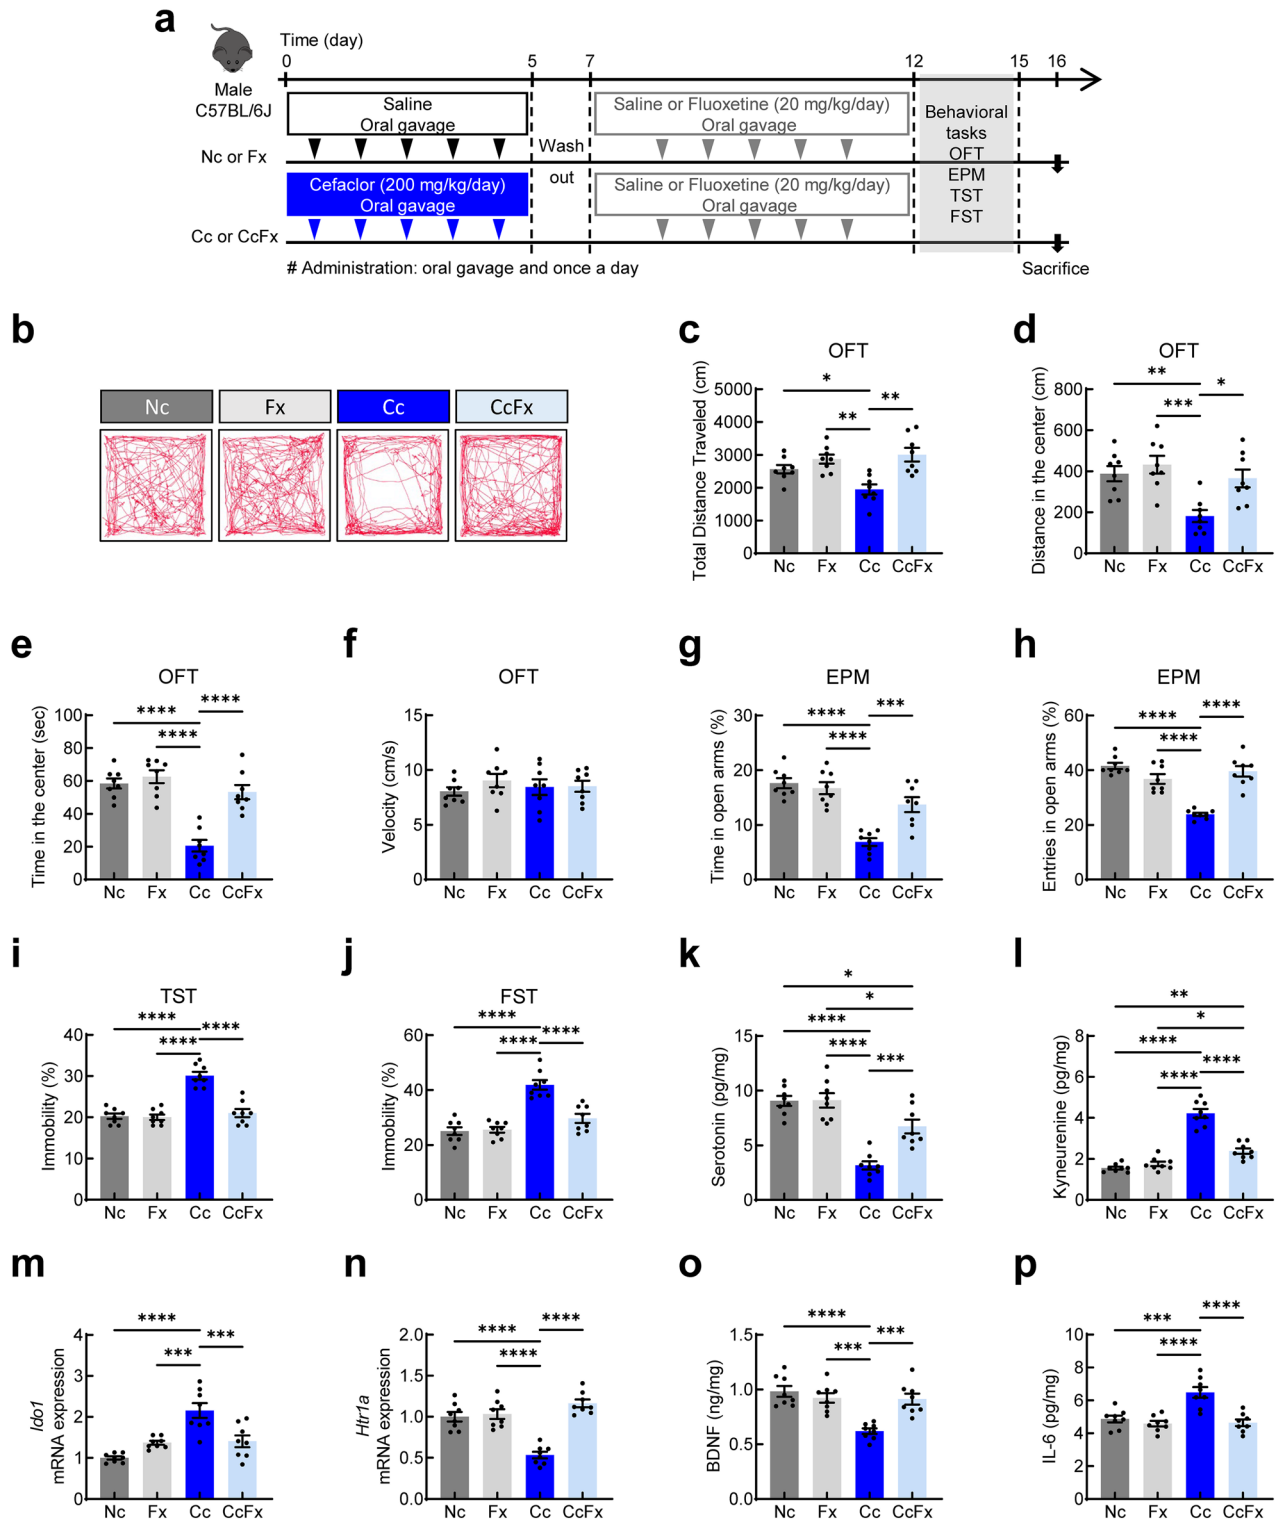 a
Time (day)
0 5 7 12 15 16
Male
C57BL/6J
Saline
Oral gavage
Saline or Fluoxetine (20 mg/kg/day)
Oral gavage
Behavioral
tasks
OFT
EPM
TST
FST
Nc or Fx
Wash
out
Cefaclor (200 mg/kg/day)
Oral gavage
Saline or Fluoxetine (20 mg/kg/day)
Oral gavage
Cc or CcFx
# Administration: oral gavage and once a day
Sacrifice
b
Nc Fx Cc CcFx
c
OFT
Total Distance Traveled (cm)
5000
4000
3000
2000
1000
0
*
**
**
Nc Fx Cc CcFx
d
OFT
Distance in the center (cm)
800
600
400
200
0
**
*
***
Nc Fx Cc CcFx
e
OFT
Time in the center (sec)
100
80
60
40
20
0
****
****
****
Nc Fx Cc CcFx
f
OFT
Velocity (cm/s)
15
10
5
0
Nc Fx Cc CcFx
g
EPM
Time in open arms (%)
30
20
10
0
***
****
****
Nc Fx Cc CcFx
h
EPM
Entries in open arms (%)
60
40
20
0
****
****
****
Nc Fx Cc CcFx
i
TST
Immobility (%)
40
30
20
10
0
****
****
****
Nc Fx Cc CcFx
j
FST
Immobility (%)
60
40
20
0
****
****
****
Nc Fx Cc CcFx
k
Serotonin (pg/mg)
15
10
5
0
*
*
****
****
***
Nc Fx Cc CcFx
l
Kyneurenine (pg/mg)
8
6
4
2
0
**
*
****
****
****
Nc Fx Cc CcFx
m
Ido1
mRNA expression
4
3
2
1
0
****
***
***
Nc Fx Cc CcFx
n
Htr1a
mRNA expression
2.0
1.5
1.0
0.5
0.0
****
****
****
Nc Fx Cc CcFx
o
BDNF (ng/mg)
1.5
1.0
0.5
0.0
****
***
***
Nc Fx Cc CcFx
p
IL-6 (pg/mg)
10
8
6
4
2
0
****
***
****
Nc Fx Cc CcFx